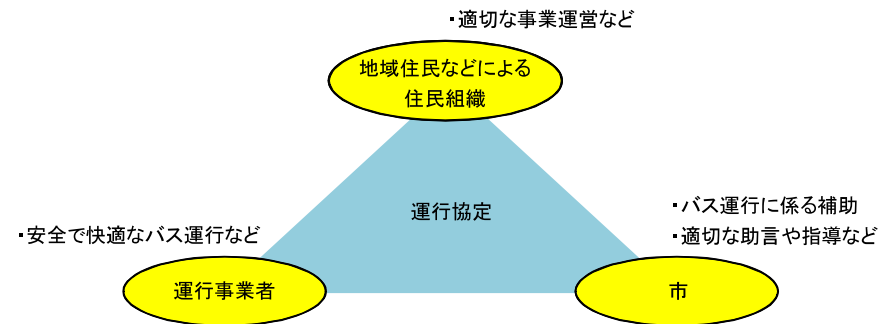 ・適切な事業運営など
地域住民などによる
住民組織
運行協定
・バス運行に係る補助
・安全で快適なバス運行など
・適切な助言や指導など
運行事業者
市